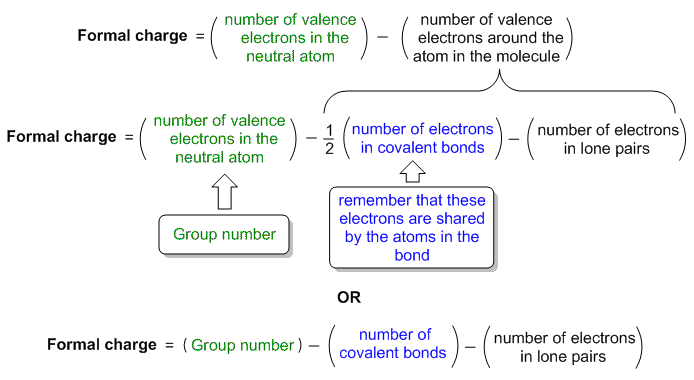 number of valence
electrons in the
neutral atom
Formal charge = ( ) − ( )
number of valence
electrons around the
atom in the molecule
Formal charge = ( ) − 1/2 ( ) − ( )
number of valence
electrons in the
neutral atom
number of electrons
in covalent bonds
number of electrons
in lone pairs
Group number
remember that these
electrons are shared
by the atoms in the
bond
OR
Formal charge = ( Group number ) − ( ) − ( )
number of
covalent bonds
number of electrons
in lone pairs